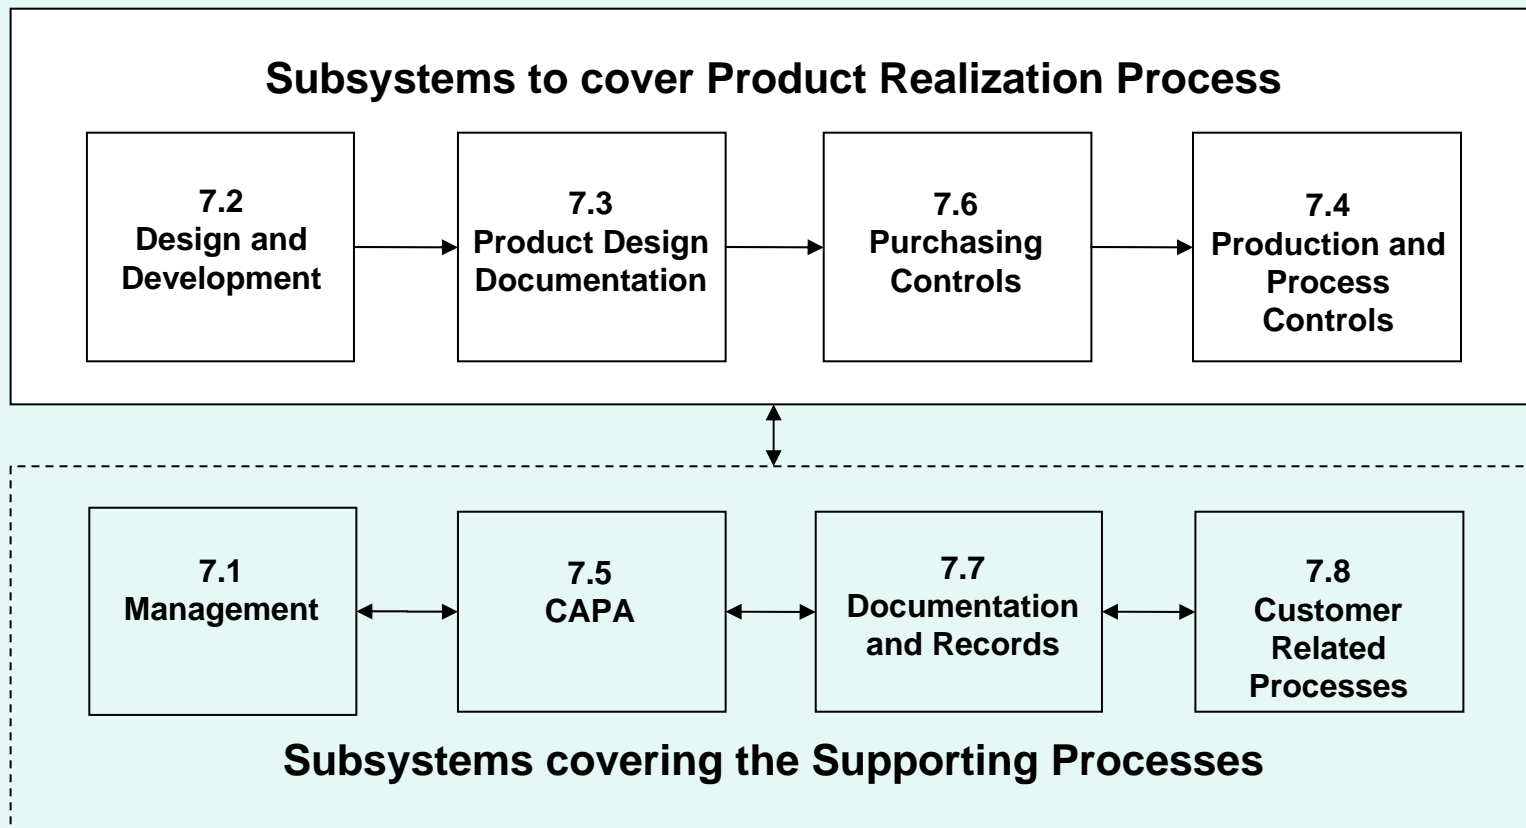 Subsystems to cover Product Realization Process
7.2
Design and
Development
7.3
Product Design
Documentation
7.6
Purchasing
Controls
7.4
Production and
Process
Controls
7.1
Management
7.5
CAPA
7.7
Documentation
and Records
7.8
Customer
Related
Processes
Subsystems covering the Supporting Processes